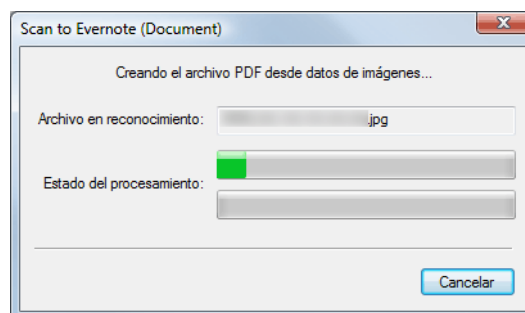 Scan to Evernote (Document)
Creando el archivo PDF desde datos de imágenes...
Archivo en reconocimiento: .jpg
Estado del procesamiento:
Cancelar